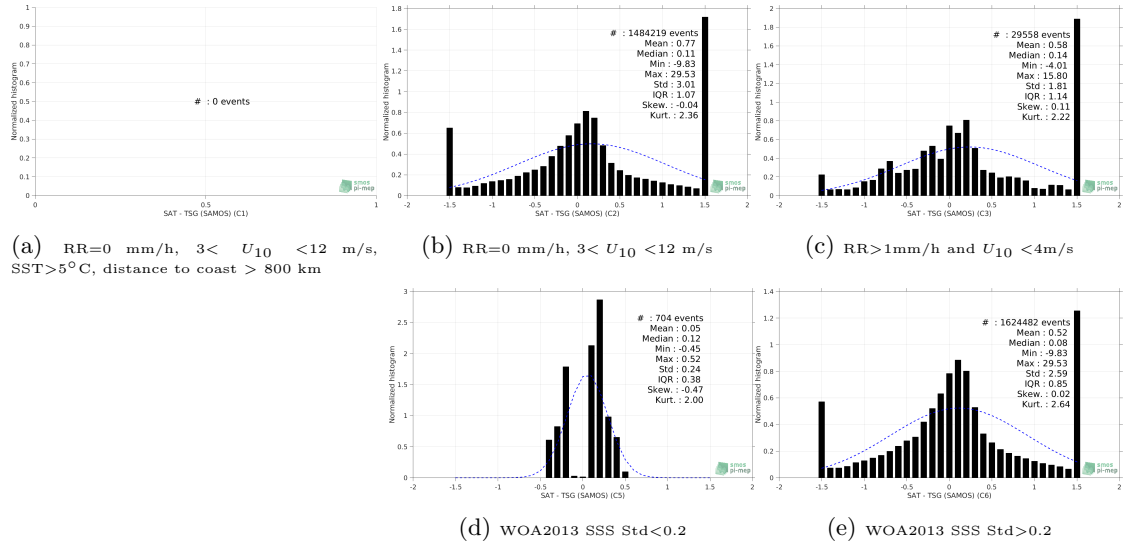 1
0.9
0.8
0.7
0.6
0.5
0.4
0.3
0.2
0.1
0
Normalized histogram
# : 0 events
smos
pi-mep
0 0.5 1
SAT - TSG (SAMOS) (C1)
(a) RR=0 mm/h, 3< U10 <12 m/s,
SST>5°C, distance to coast > 800 km
1.8
1.6
1.4
1.2
1
0.8
0.6
0.4
0.2
0
Normalized histogram
# : 1484219 events
Mean : 0.77
Median : 0.11
Min : -9.83
Max : 29.53
Std : 3.01
IQR : 1.07
Skew. : -0.04
Kurt. : 2.36
smos
pi-mep
-2 -1.5 -1 -0.5 0 0.5 1 1.5 2
SAT - TSG (SAMOS) (C2)
(b) RR=0 mm/h, 3< U10 <12 m/s
2
1.8
1.6
1.4
1.2
1
0.8
0.6
0.4
0.2
0
Normalized histogram
# : 29558 events
Mean : 0.58
Median : 0.14
Min : -4.01
Max : 15.80
Std : 1.81
IQR : 1.14
Skew. : 0.11
Kurt. : 2.22
smos
pi-mep
-2 -1.5 -1 -0.5 0 0.5 1 1.5 2
SAT - TSG (SAMOS) (C3)
(c) RR>1mm/h and U10 <4m/s
3
2.5
2
1.5
1
0.5
0
Normalized histogram
# : 704 events
Mean : 0.05
Median : 0.12
Min : -0.45
Max : 0.52
Std : 0.24
IQR : 0.38
Skew. : -0.47
Kurt. : 2.00
smos
pi-mep
-2 -1.5 -1 -0.5 0 0.5 1 1.5 2
SAT - TSG (SAMOS) (C5)
(d) WOA2013 SSS Std<0.2
1.4
1.2
1
0.8
0.6
0.4
0.2
0
Normalized histogram
# : 1624482 events
Mean : 0.52
Median : 0.08
Min : -9.83
Max : 29.53
Std : 2.59
IQR : 0.85
Skew. : 0.02
Kurt. : 2.64
smos
pi-mep
-2 -1.5 -1 -0.5 0 0.5 1 1.5 2
SAT - TSG (SAMOS) (C6)
(e) WOA2013 SSS Std>0.2